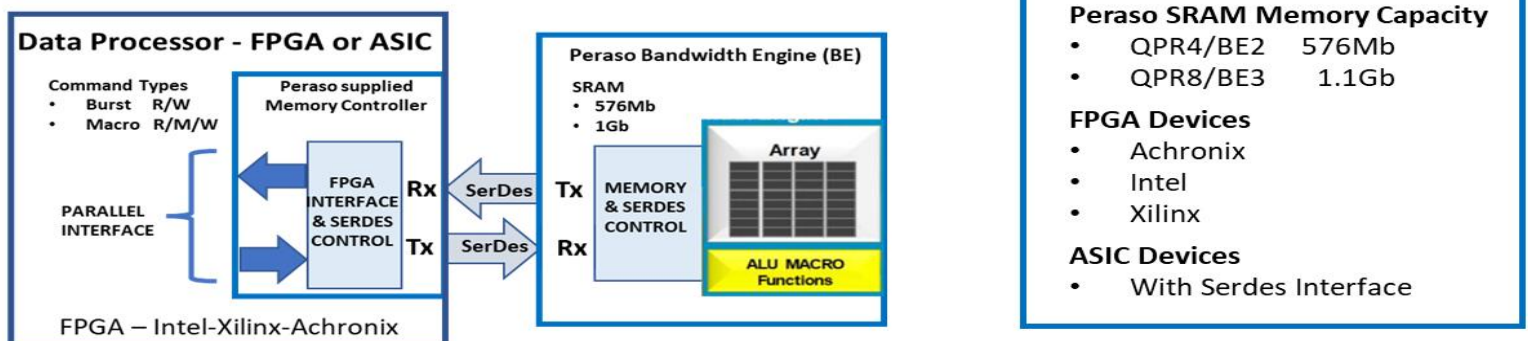 Data Processor - FPGA or ASIC
Command Types
• Burst R/W
• Macro R/M/W
Peraso supplied
Memory Controller
PARALLEL
INTERFACE
FPGA
INTERFACE
& SERDES
CONTROL
Rx
Tx
FPGA – Intel-Xilinx-Achronix
SerDes
SerDes
Peraso Bandwidth Engine (BE)
SRAM
• 576Mb
• 1Gb
Tx
Rx
MEMORY
& SERDES
CONTROL
Array
ALU MACRO
Functions
Peraso SRAM Memory Capacity
• QPR4/BE2 576Mb
• QPR8/BE3 1.1Gb
FPGA Devices
• Achronix
• Intel
• Xilinx
ASIC Devices
• With Serdes Interface